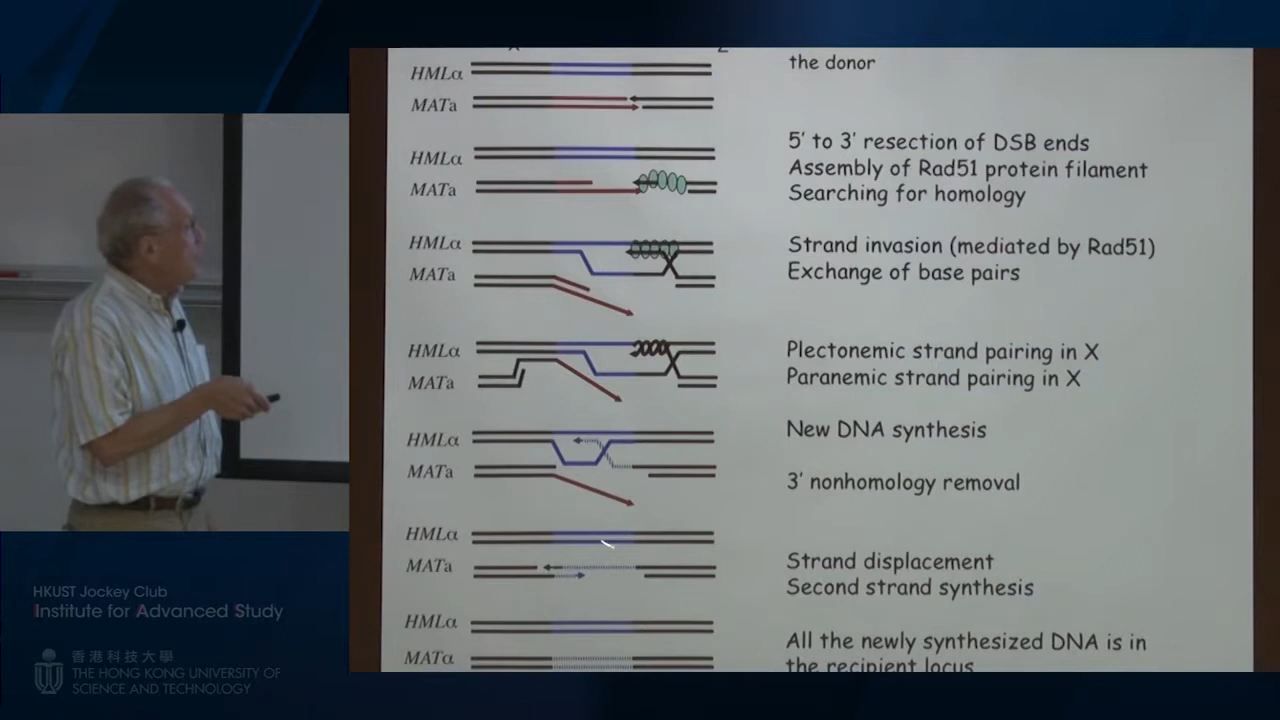 the donor
HMLα
MATa
HMLα
MATa
5' to 3' resection of DSB ends
Assembly of Rad51 protein filament
Searching for homology
HMLα
MATa
Strand invasion (mediated by Rad51)
Exchange of base pairs
HMLα
MATa
Plectonemic strand pairing in X
Paranemic strand pairing in X
HMLα
MATa
New DNA synthesis
3' nonhomology removal
HMLα
MATa
Strand displacement
Second strand synthesis
HMLα
MATα
All the newly synthesized DNA is in
the recipient locus
HKUST Jockey Club
Institute for Advanced Study
香港科技大學
THE HONG KONG UNIVERSITY OF
SCIENCE AND TECHNOLOGY